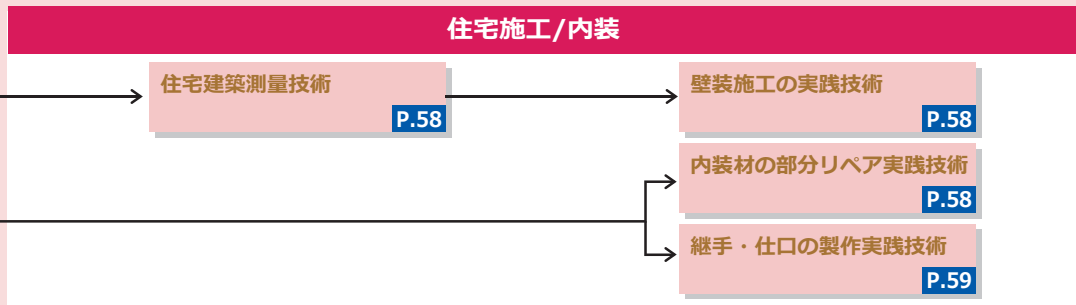 住宅施工/内装
住宅建築測量技術
P.58
壁装施工の実践技術
P.58
内装材の部分リペア実践技術
P.58
継手・仕口の製作実践技術
P.59